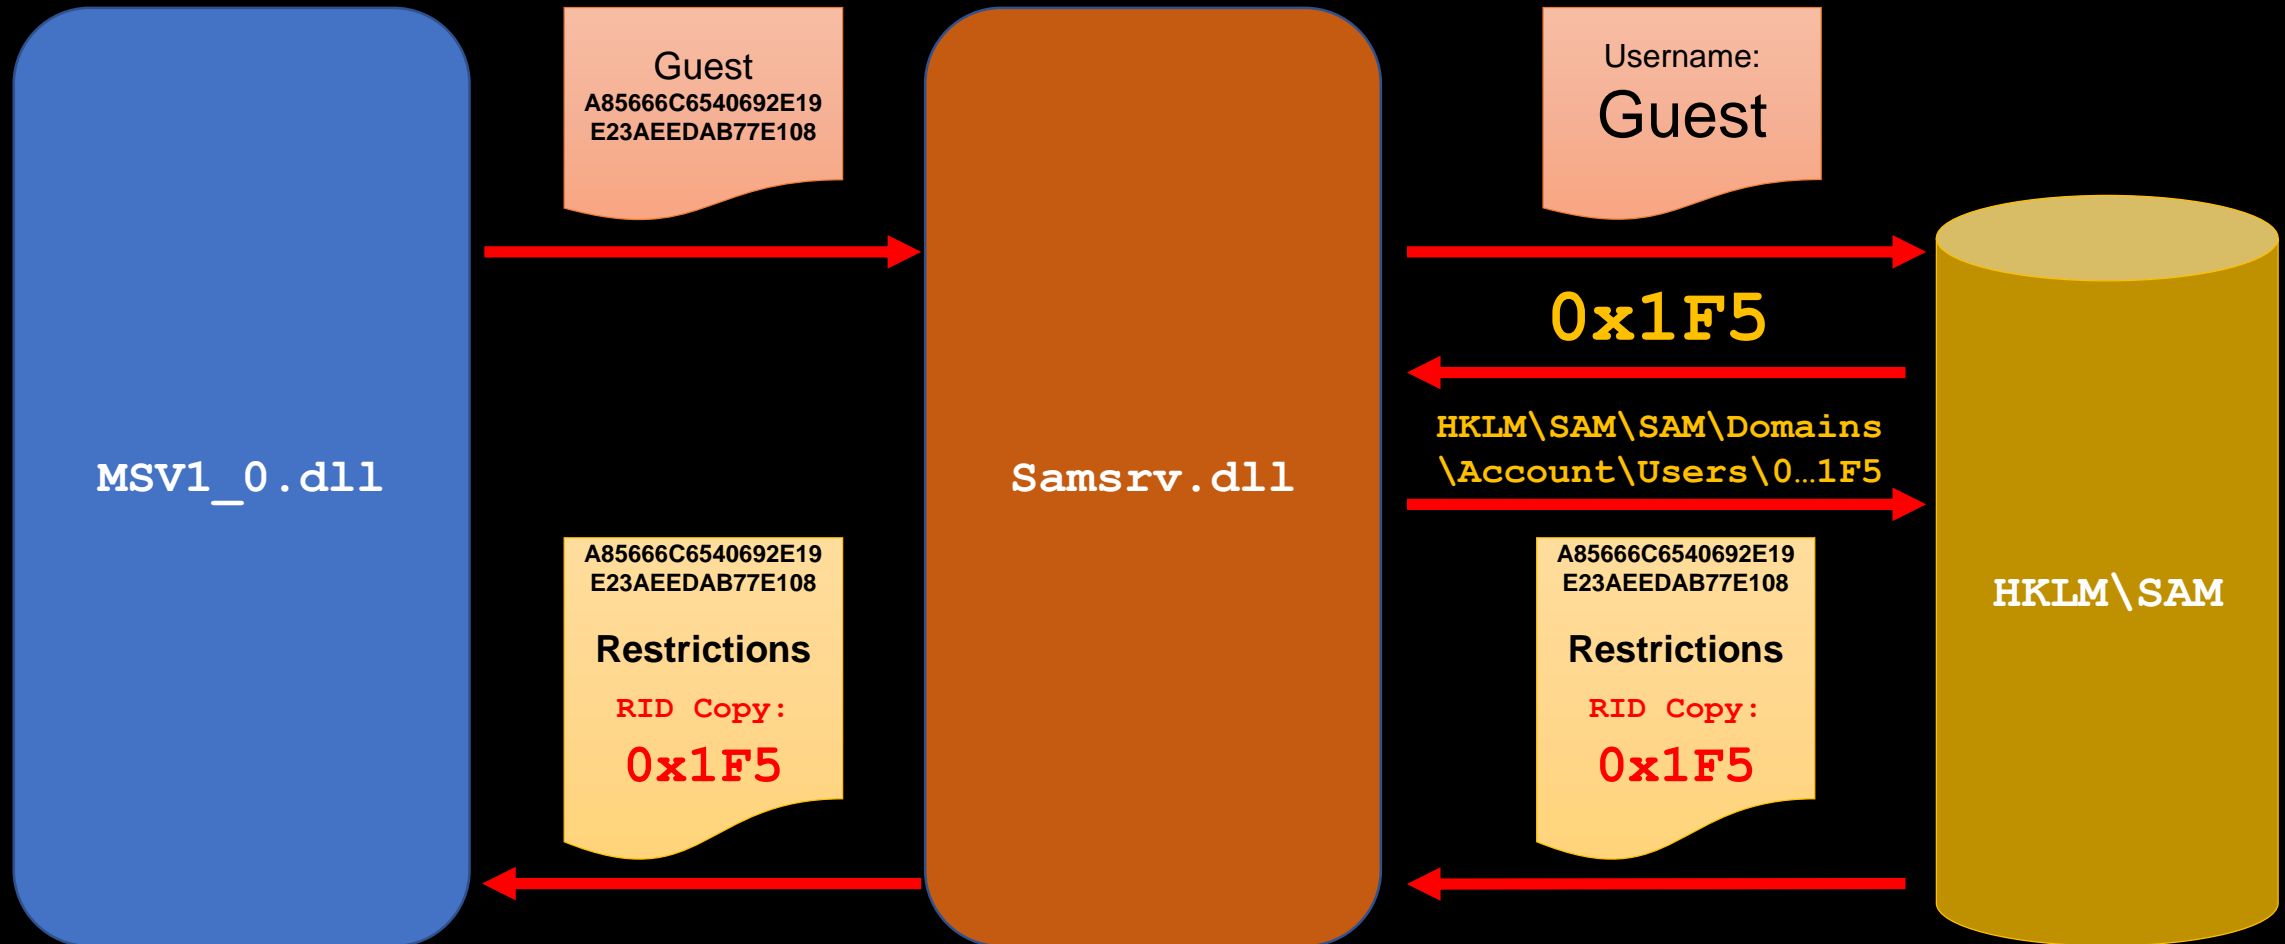 MSV1_0.dll
Guest
A85666C6540692E19
E23AEEDAB77E108
A85666C6540692E19
E23AEEDAB77E108
Restrictions
RID Copy:
0x1F5
Samsrv.dll
Username:
Guest
0x1F5
HKLM\SAM\SAM\Domains
\Account\Users\0…1F5
A85666C6540692E19
E23AEEDAB77E108
Restrictions
RID Copy:
0x1F5
HKLM\SAM